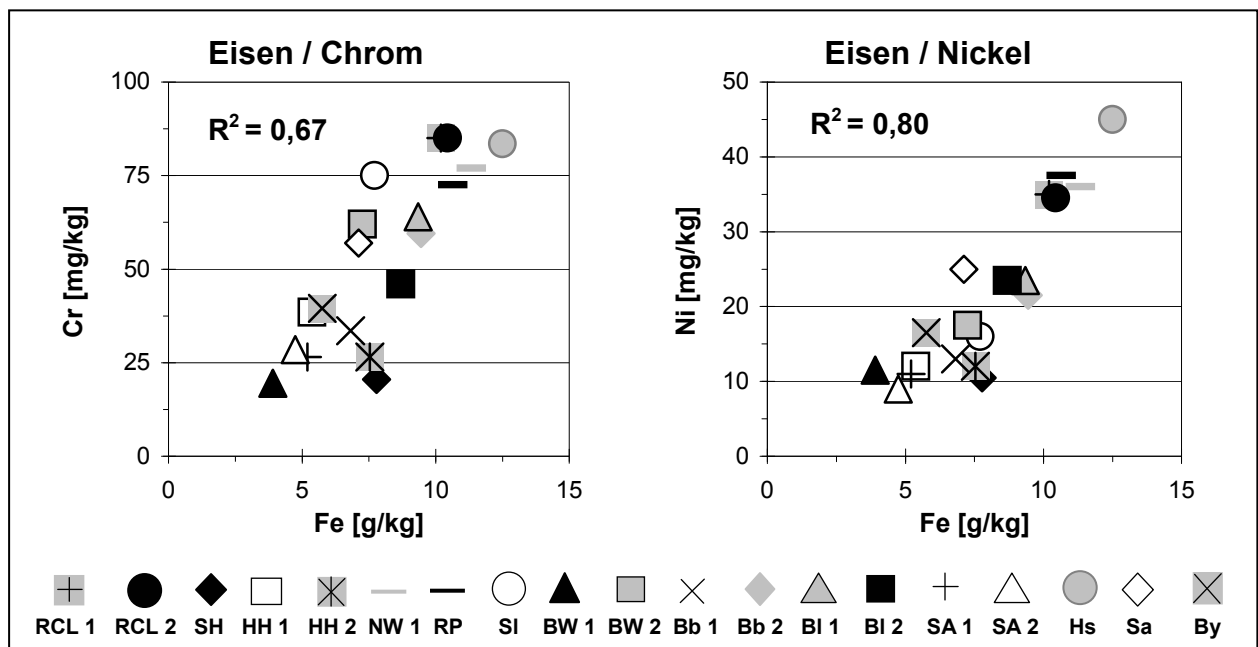 Eisen / Chrom
R² = 0,67
Cr [mg/kg]
100
75
50
25
0
0 5 10 15
Fe [g/kg]
Eisen / Nickel
R² = 0,80
Ni [mg/kg]
50
40
30
20
10
0
0 5 10 15
Fe [g/kg]
RCL 1 RCL 2 SH HH 1 HH 2 NW 1 RP SI BW 1 BW 2 Bb 1 Bb 2 BI 1 BI 2 SA 1 SA 2 Hs Sa By